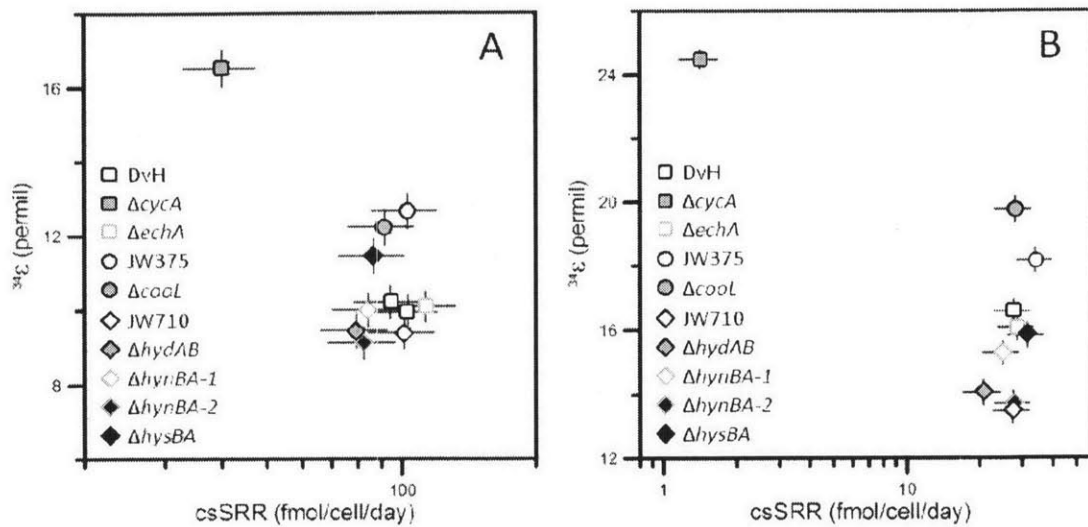 A
16
12
8
³⁴ε (permil)
DvH
ΔcycA
ΔechA
JW375
ΔcooL
JW710
ΔhydAB
ΔhynBA-1
ΔhynBA-2
ΔhysBA
100
csSRR (fmol/cell/day)
B
24
20
16
12
³⁴ε (permil)
DvH
ΔcycA
ΔechA
JW375
ΔcooL
JW710
ΔhydAB
ΔhynBA-1
ΔhynBA-2
ΔhysBA
1
10
csSRR (fmol/cell/day)